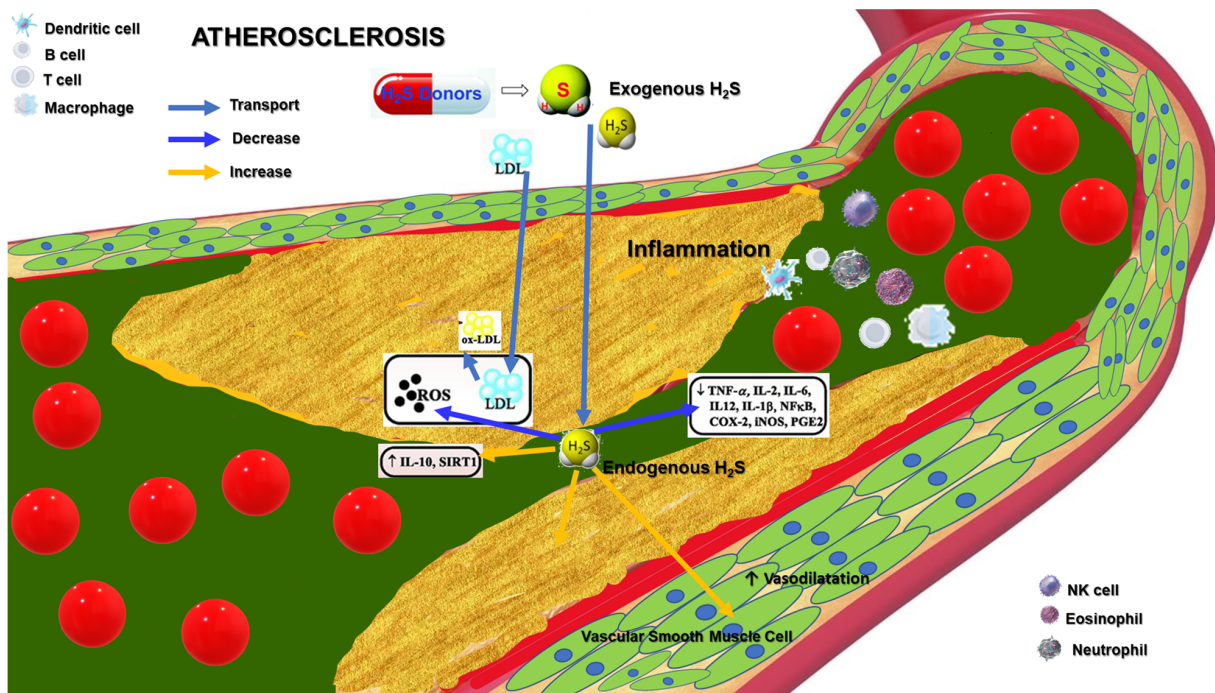 ATHEROSCLEROSIS
Dendritic cell
B cell
T cell
Macrophage
Transport
Decrease
Increase
H₂S Donors
S
H H
Exogenous H₂S
H₂S
LDL
Inflammation
ox-LDL
ROS
LDL
↓ TNF-α, IL-2, IL-6,
IL12, IL-1β, NFκB,
COX-2, iNOS, PGE2
H₂S
↑ IL-10, SIRT1
Endogenous H₂S
↑ Vasodilatation
Vascular Smooth Muscle Cell
NK cell
Eosinophil
Neutrophil